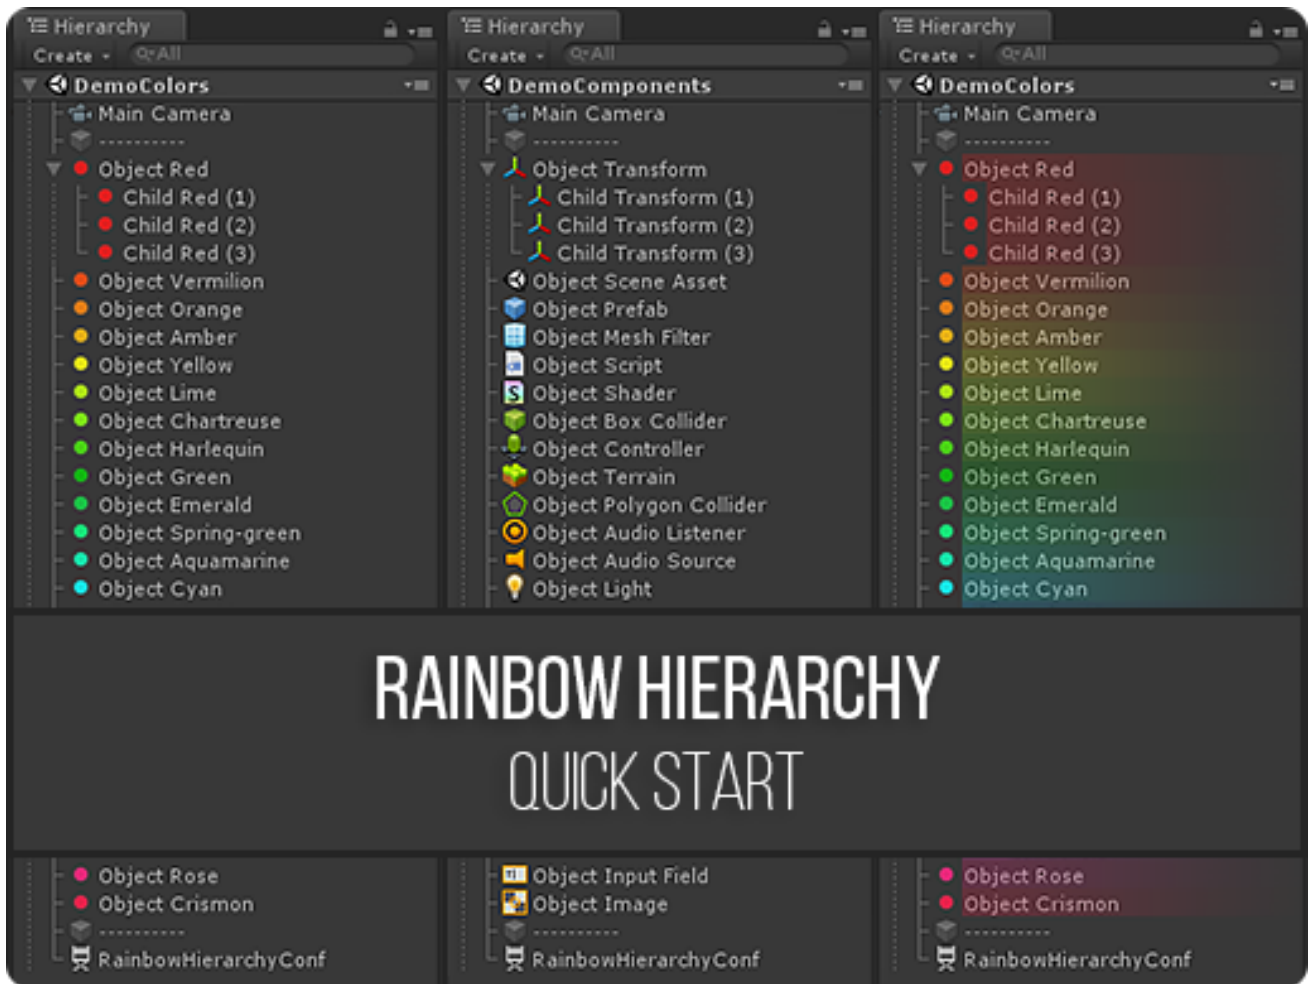 Hierarchy
Create
All
DemoColors
Main Camera
----------
Object Red
Child Red (1)
Child Red (2)
Child Red (3)
Object Vermilion
Object Orange
Object Amber
Object Yellow
Object Lime
Object Chartreuse
Object Harlequin
Object Green
Object Emerald
Object Spring-green
Object Aquamarine
Object Cyan
Hierarchy
Create
All
DemoComponents
Main Camera
----------
Object Transform
Child Transform (1)
Child Transform (2)
Child Transform (3)
Object Scene Asset
Object Prefab
Object Mesh Filter
Object Script
Object Shader
Object Box Collider
Object Controller
Object Terrain
Object Polygon Collider
Object Audio Listener
Object Audio Source
Object Light
Hierarchy
Create
All
DemoColors
Main Camera
----------
Object Red
Child Red (1)
Child Red (2)
Child Red (3)
Object Vermilion
Object Orange
Object Amber
Object Yellow
Object Lime
Object Chartreuse
Object Harlequin
Object Green
Object Emerald
Object Spring-green
Object Aquamarine
Object Cyan
RAINBOW HIERARCHY
QUICK START
Object Rose
Object Crismon
----------
RainbowHierarchyConf
Object Input Field
Object Image
----------
RainbowHierarchyConf
Object Rose
Object Crismon
----------
RainbowHierarchyConf